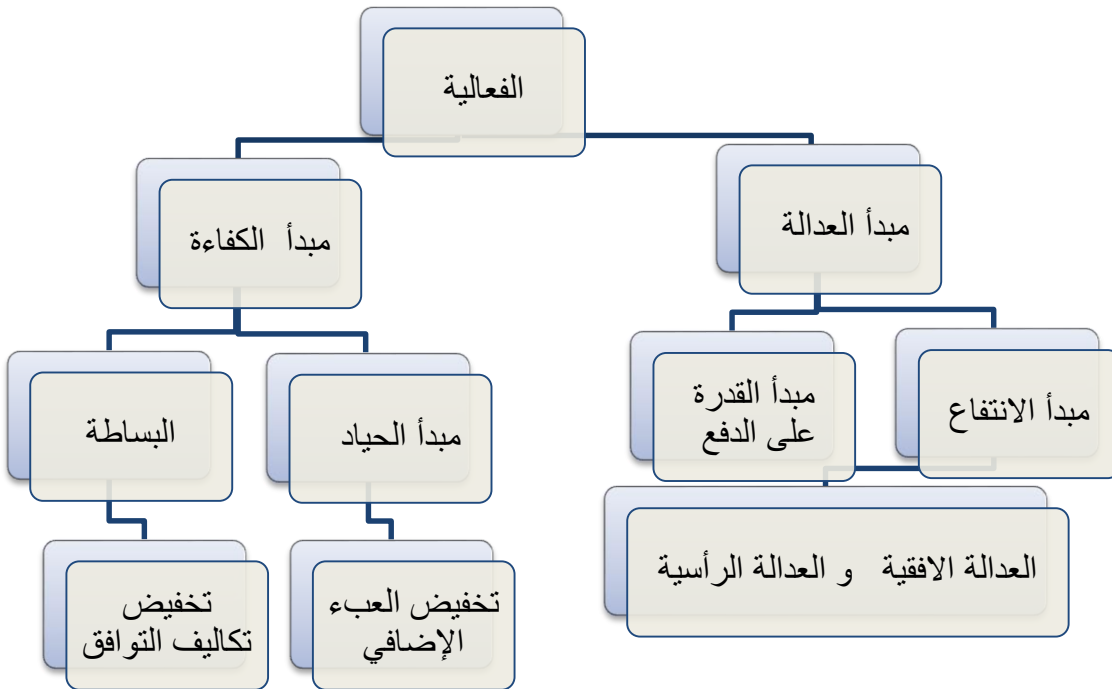 الفعالية
مبدأ العدالة
مبدأ الكفاءة
مبدأ الانتفاع
مبدأ القدرة
على الدفع
مبدأ الحياد
البساطة
العدالة الافقية و العدالة الرأسية
تخفيض العبء
الإضافي
تخفيض
تكاليف التوافق